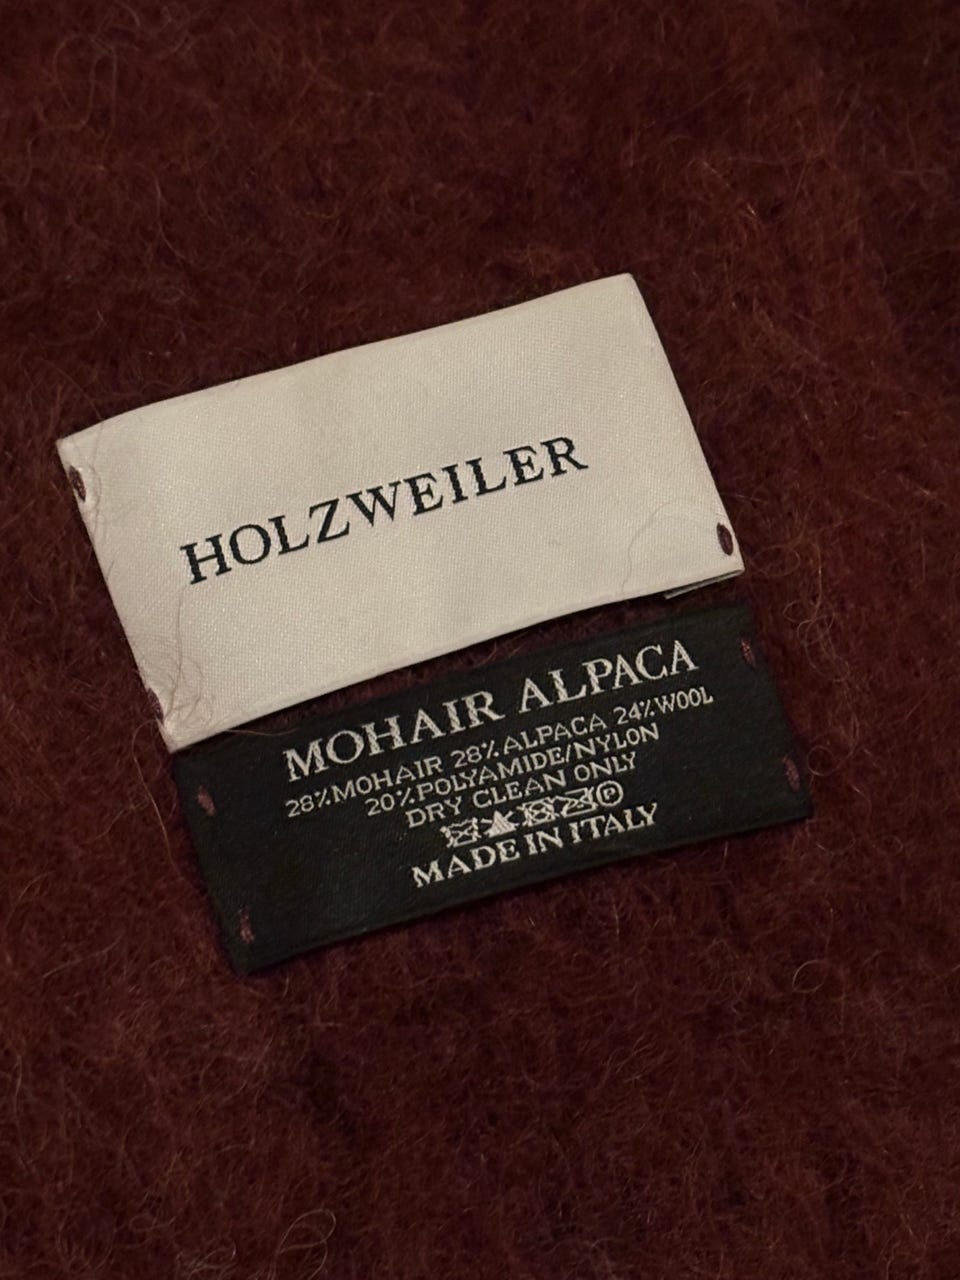 HOLZWEILER
MOHAIR ALPACA
28%MOHAIR 28%ALPACA 24%WOOL
20%POLYAMIDE/NYLON
DRY CLEAN ONLY
P
MADE IN ITALY